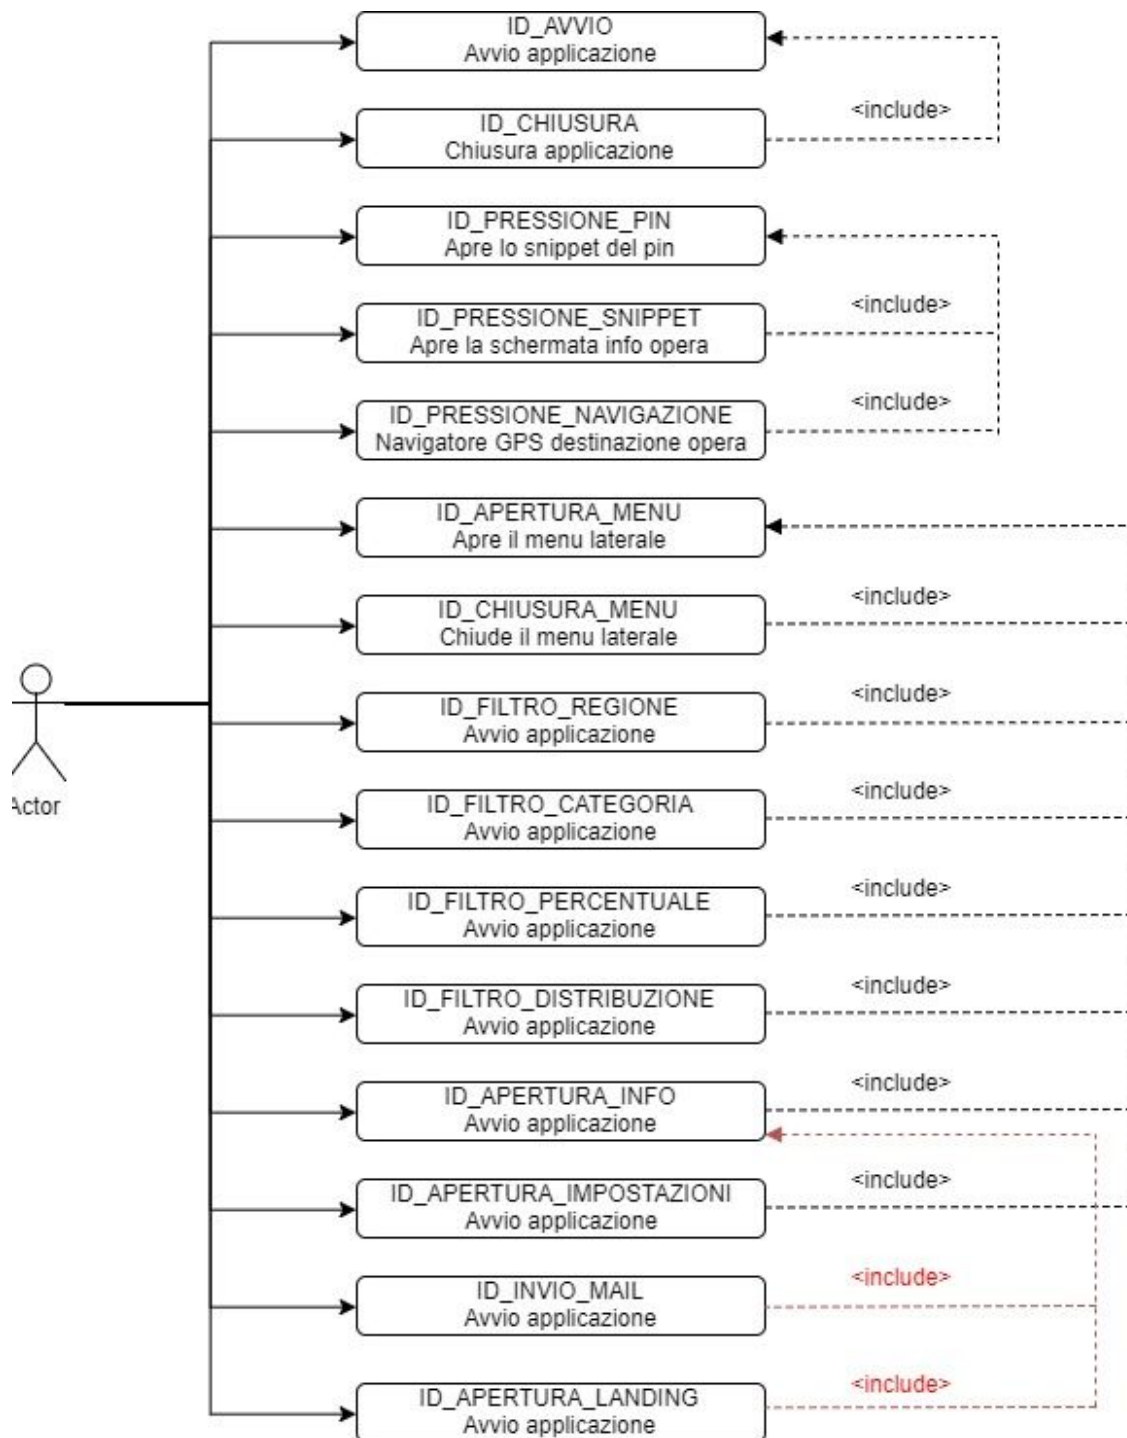 ID_AVVIO
Avvio applicazione
<include>
ID_CHIUSURA
Chiusura applicazione
ID_PRESSIONE_PIN
Apre lo snippet del pin
<include>
ID_PRESSIONE_SNIPPET
Apre la schermata info opera
<include>
ID_PRESSIONE_NAVIGAZIONE
Navigatore GPS destinazione opera
ID_APERTURA_MENU
Apre il menu laterale
<include>
ID_CHIUSURA_MENU
Chiude il menu laterale
<include>
ID_FILTRO_REGIONE
Avvio applicazione
Actor
<include>
ID_FILTRO_CATEGORIA
Avvio applicazione
<include>
ID_FILTRO_PERCENTUALE
Avvio applicazione
<include>
ID_FILTRO_DISTRIBUZIONE
Avvio applicazione
<include>
ID_APERTURA_INFO
Avvio applicazione
<include>
ID_APERTURA_IMPOSTAZIONI
Avvio applicazione
<include>
ID_INVIO_MAIL
Avvio applicazione
<include>
ID_APERTURA_LANDING
Avvio applicazione